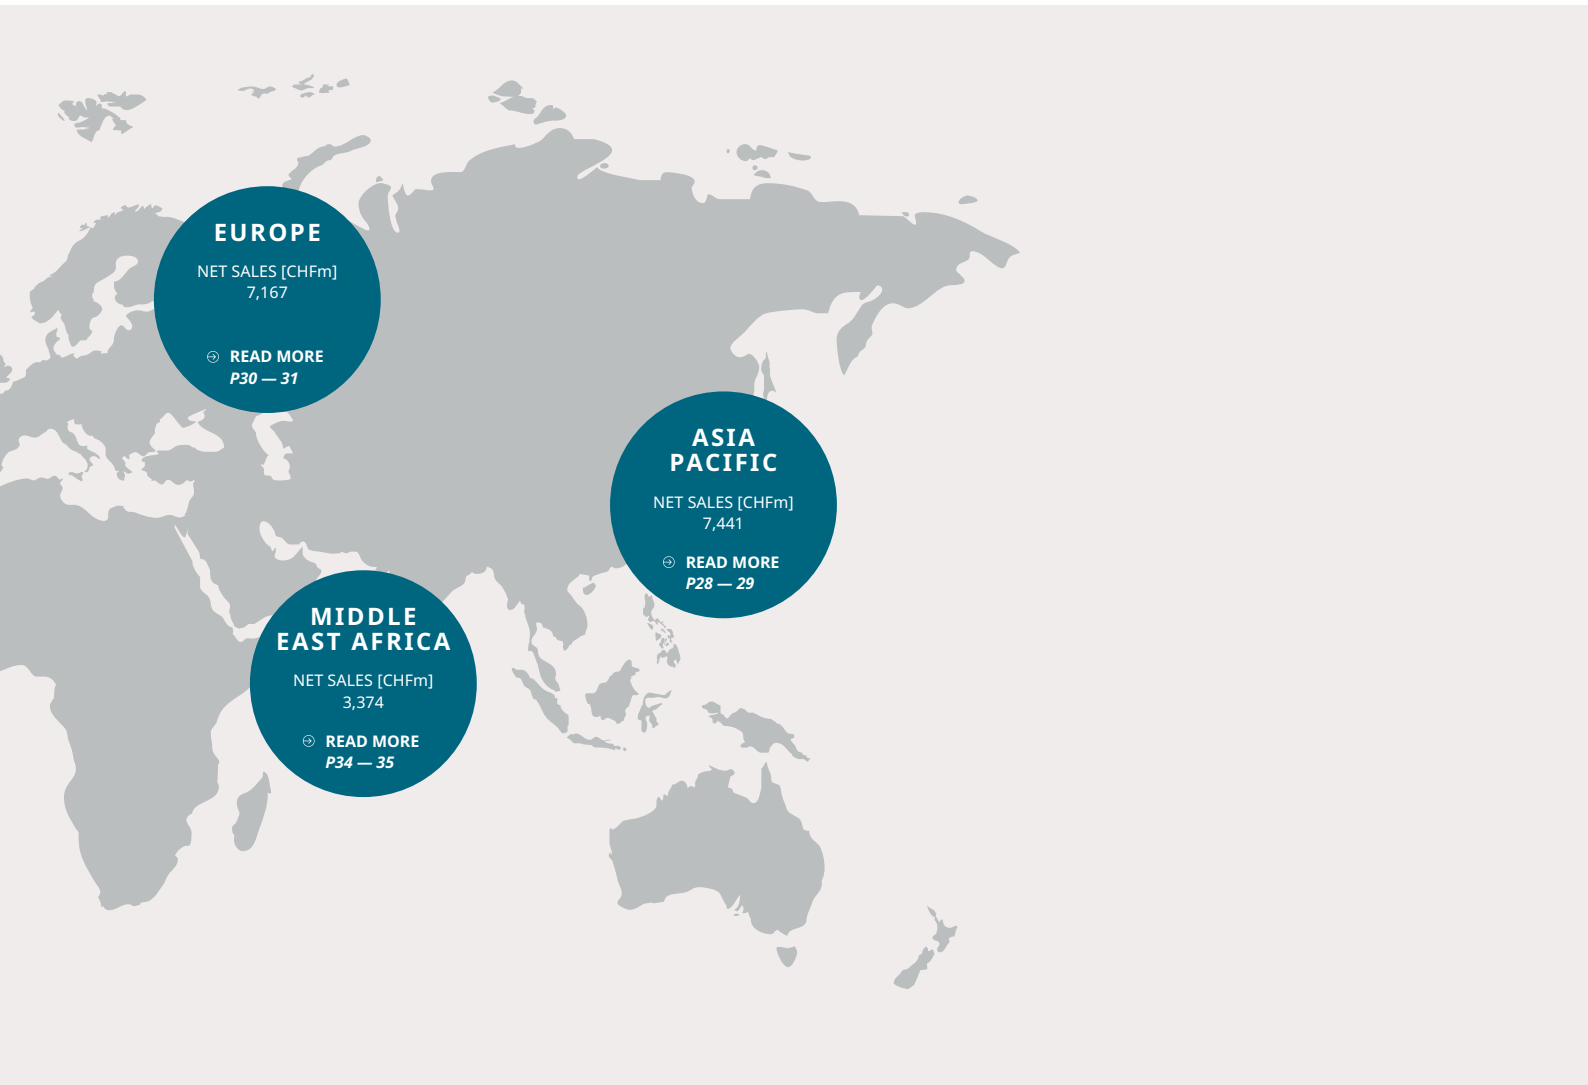 EUROPE
NET SALES [CHFm]
7,167
READ MORE
P30 — 31
ASIA
PACIFIC
NET SALES [CHFm]
7,441
READ MORE
P28 — 29
MIDDLE
EAST AFRICA
NET SALES [CHFm]
3,374
READ MORE
P34 — 35